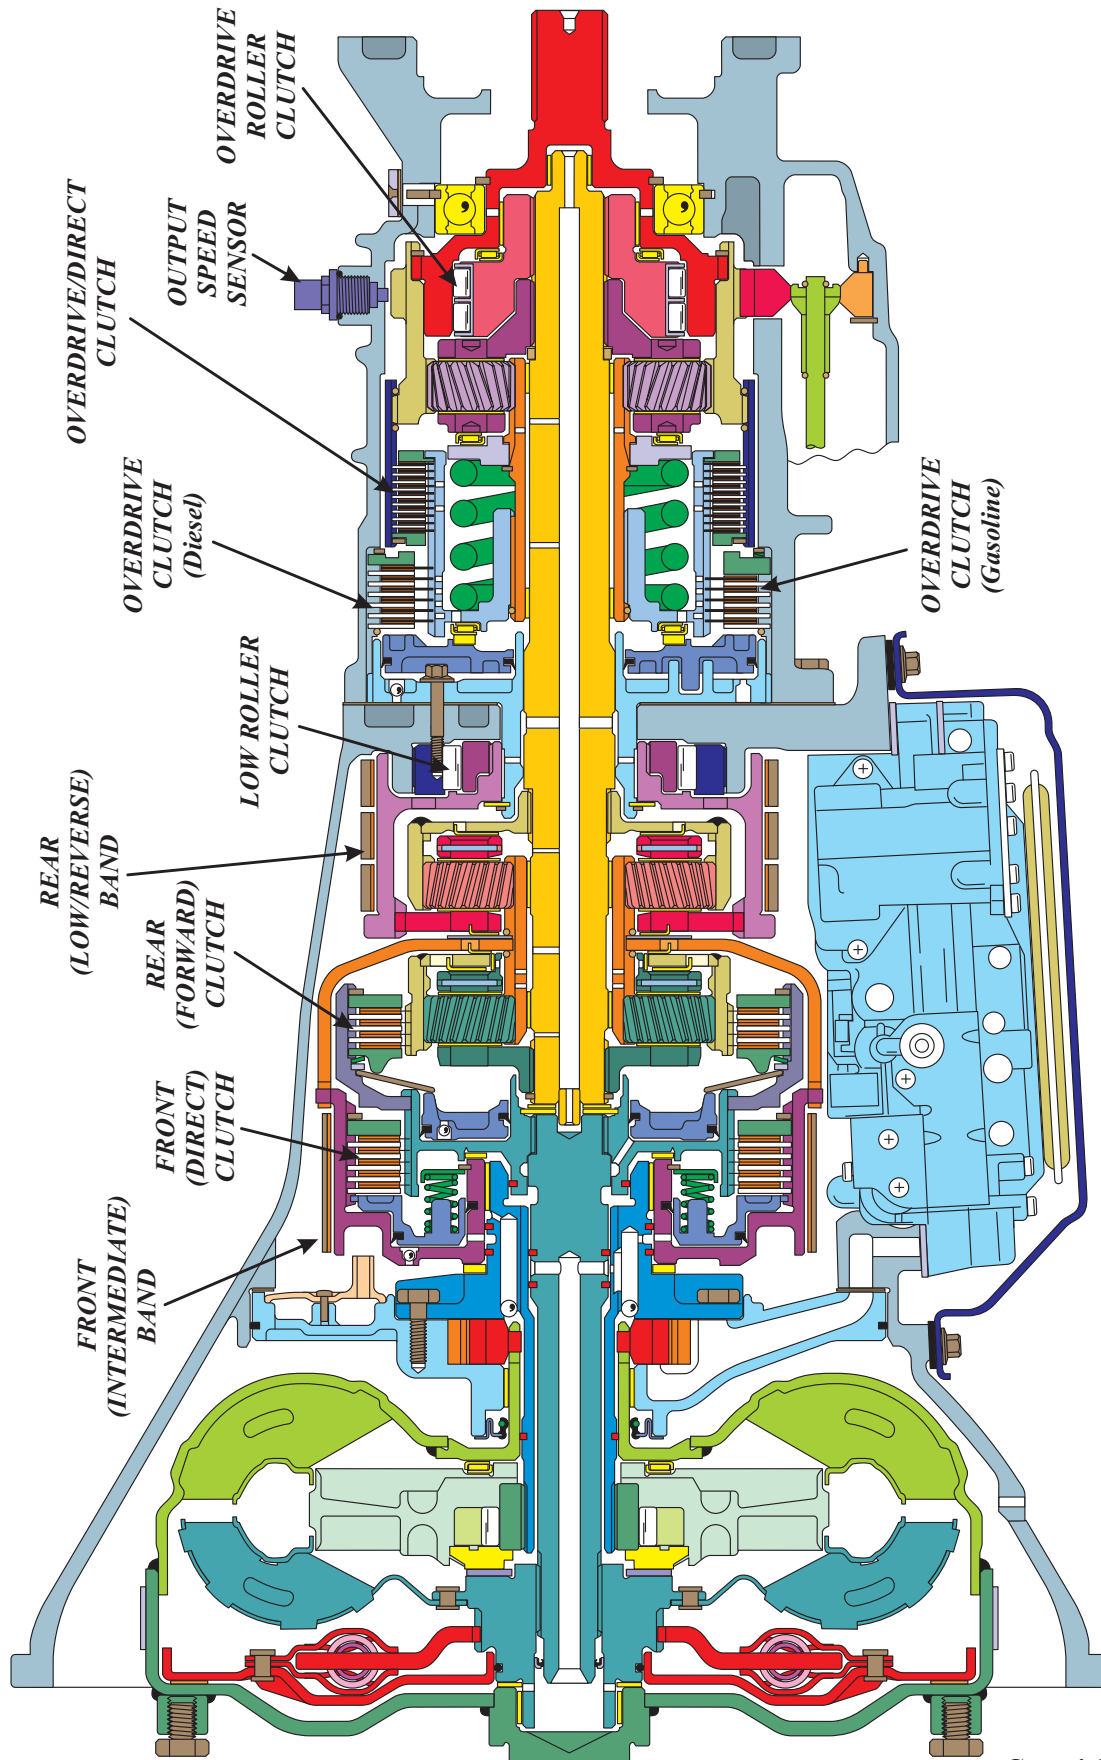 FRONT
(INTERMEDIATE)
BAND
FRONT
(DIRECT)
CLUTCH
REAR
(FORWARD)
CLUTCH
REAR
(LOW/REVERSE)
BAND
LOW ROLLER
CLUTCH
OVERDRIVE
CLUTCH
(Diesel)
OVERDRIVE/DIRECT
CLUTCH
OUTPUT
SPEED
SENSOR
OVERDRIVE
ROLLER
CLUTCH
OVERDRIVE
CLUTCH
(Gasoline)